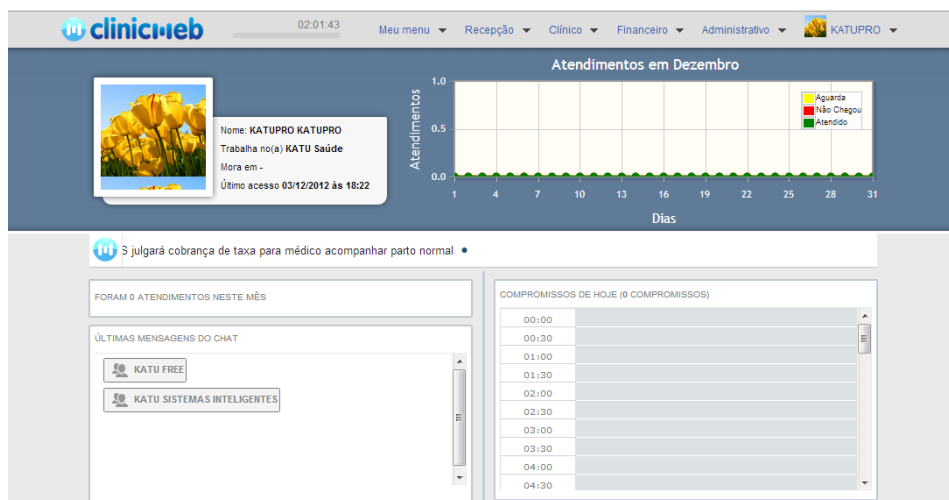 clinicweb
02:01:43
Meu menu
Recepção
Clínico
Financeiro
Administrativo
KATUPRO
Nome: KATUPRO KATUPRO
Trabalha no(a) KATU Saúde
Mora em -
Último acesso 03/12/2012 às 18:22
Atendimentos em Dezembro
Atendimentos
1.0
0.5
0.0
Aguarda
Não Chegou
Atendido
1 4 7 10 13 16 19 22 25 28 31
Dias
S julgará cobrança de taxa para médico acompanhar parto normal
FORAM 0 ATENDIMENTOS NESTE MÊS
ÚLTIMAS MENSAGENS DO CHAT
KATU FREE
KATU SISTEMAS INTELIGENTES
COMPROMISSOS DE HOJE (0 COMPROMISSOS)
00:00
00:30
01:00
01:30
02:00
02:30
03:00
03:30
04:00
04:30